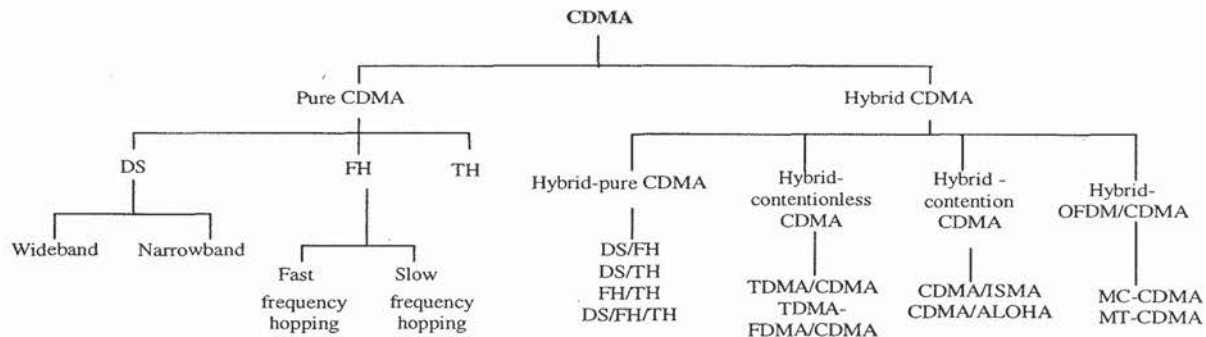 CDMA
Pure CDMA
Hybrid CDMA
DS
FH
TH
Hybrid-pure CDMA
Hybrid-
contentionless
CDMA
Hybrid -
contention
CDMA
Hybrid-
OFDM/CDMA
Wideband
Narrowband
Fast
frequency
hopping
Slow
frequency
hopping
DS/FH
DS/TH
FH/TH
DS/FH/TH
TDMA/CDMA
TDMA-
FDMA/CDMA
CDMA/ISMA
CDMA/ALOHA
MC-CDMA
MT-CDMA